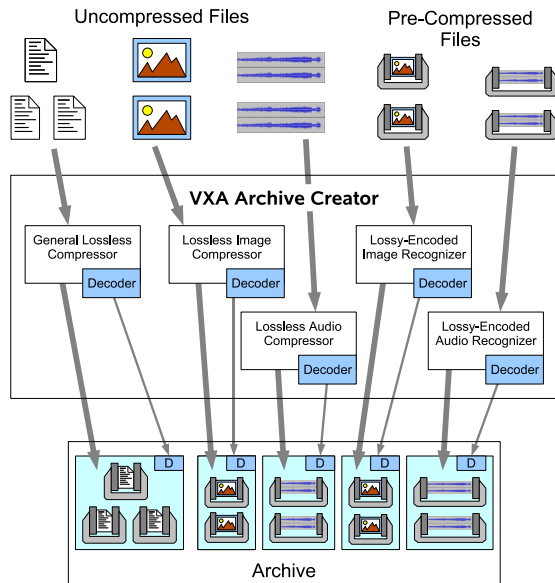 Uncompressed Files
Pre-Compressed
Files
VXA Archive Creator
General Lossless
Compressor
Decoder
Lossless Image
Compressor
Decoder
Lossy-Encoded
Image Recognizer
Decoder
Lossless Audio
Compressor
Decoder
Lossy-Encoded
Audio Recognizer
Decoder
D
D
D
D
D
Archive